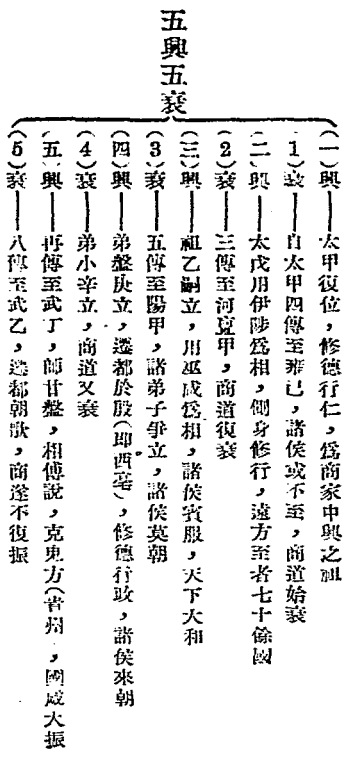 五興五衰
(一)興——太甲復位,修德行仁,爲商家中興之祖
(1)衰——自太甲四傳至雍己,諸侯或不至,商道始衰
(二)興——太戊用伊陟爲相,側身修行,遠方至者七十餘國
(2)衰——三傳至河亶甲,商道復衰
(三)興——祖乙嗣立,用巫咸爲相,諸侯賓服,天下大和
(3)衰——五傳至陽甲,諸弟子爭立,諸侯莫朝
(四)興——弟盤庚立,遷都於殷(即西亳),修德行政,諸侯來朝
(4)衰——弟小辛立,商道又衰
(五)興——再傳至武丁,師甘盤,相傅說,克鬼方(省州,國威大振
(5)衰——八傳至武乙,遷都朝歌,商遂不復振